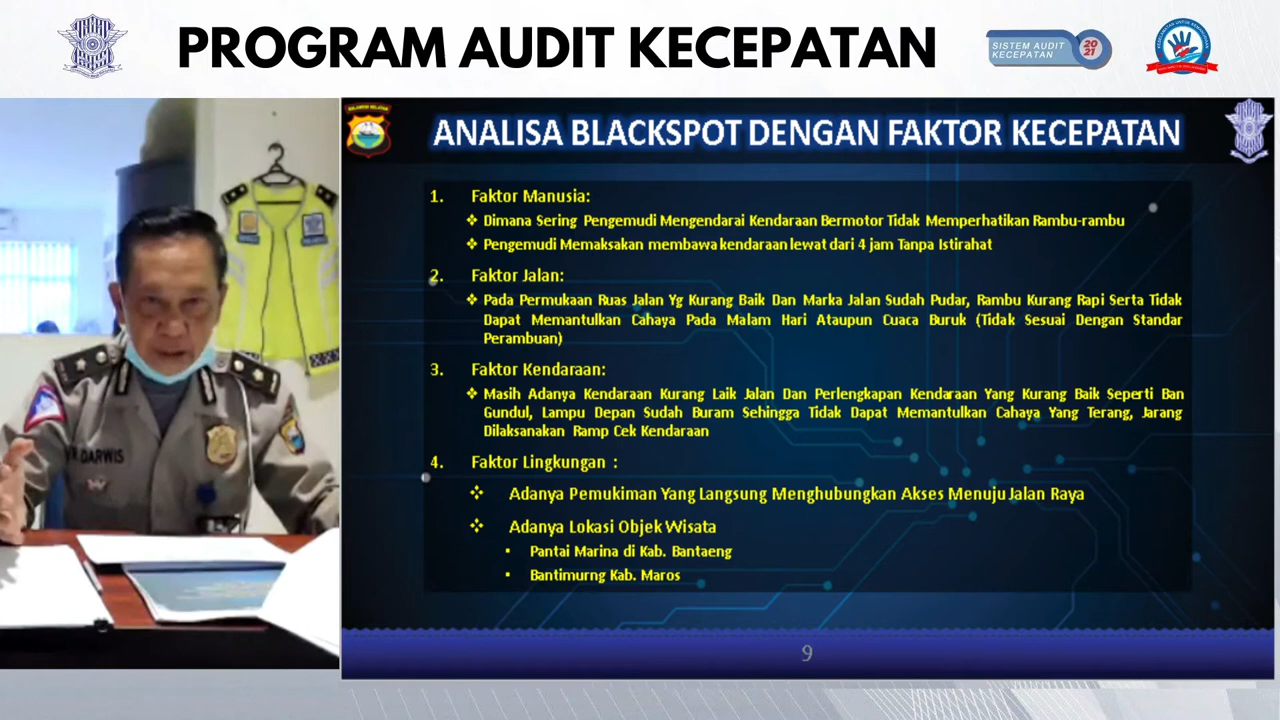 PROGRAM AUDIT KECEPATAN
SISTEM AUDIT
KECEPATAN
20
21
SULAWESI SELATAN
ANALISA BLACKSPOT DENGAN FAKTOR KECEPATAN
1. Faktor Manusia:
❖ Dimana Sering Pengemudi Mengendarai Kendaraan Bermotor Tidak Memperhatikan Rambu-rambu
❖ Pengemudi Memaksakan membawa kendaraan lewat dari 4 jam Tanpa Istirahat
2. Faktor Jalan:
❖ Pada Permukaan Ruas Jalan Yg Kurang Baik Dan Marka Jalan Sudah Pudar, Rambu Kurang Rapi Serta Tidak
Dapat Memantulkan Cahaya Pada Malam Hari Ataupun Cuaca Buruk (Tidak Sesuai Dengan Standar
Perambuan)
3. Faktor Kendaraan:
❖ Masih Adanya Kendaraan Kurang Laik Jalan Dan Perlengkapan Kendaraan Yang Kurang Baik Seperti Ban
Gundul, Lampu Depan Sudah Buram Sehingga Tidak Dapat Memantulkan Cahaya Yang Terang, Jarang
Dilaksanakan Ramp Cek Kendaraan
4. Faktor Lingkungan :
❖ Adanya Pemukiman Yang Langsung Menghubungkan Akses Menuju Jalan Raya
❖ Adanya Lokasi Objek Wisata
▪ Pantai Marina di Kab. Bantaeng
▪ Bantimurng Kab. Maros
9
DARWIS